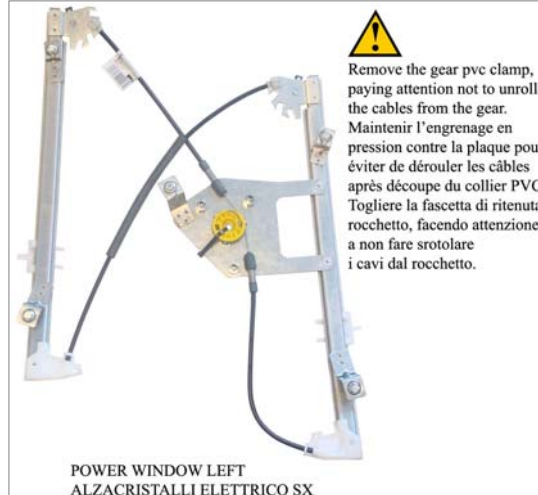 Remove the gear pvc clamp,
paying attention not to unroll
the cables from the gear.
Maintenir l'engrenage en
pression contre la plaque pou
éviter de dérouler les câbles
après découpe du collier PVC
Togliere la fascetta di ritenuta
rocchetto, facendo attenzione
a non fare srotolare
i cavi dal rocchetto.
POWER WINDOW LEFT
ALZACRISTALLI ELETTRICO SX